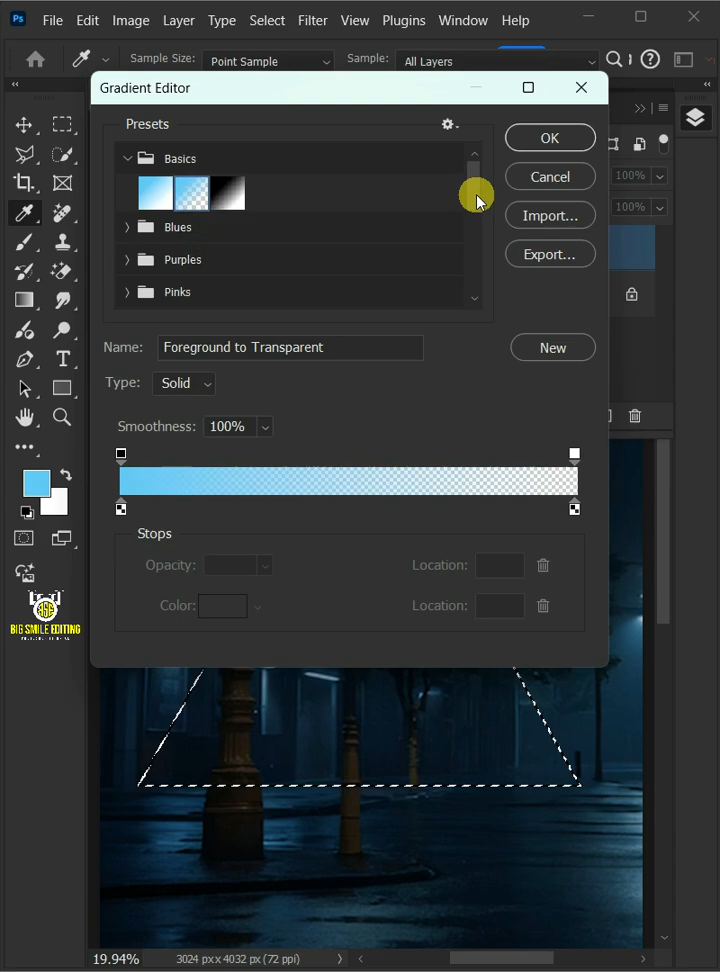 Ps File Edit Image Layer Type Select Filter View Plugins Window Help
Sample Size: Point Sample Sample: All Layers
Gradient Editor
Presets
OK
Basics
Cancel
Import...
Blues
Export...
Purples
Pinks
Name: Foreground to Transparent
New
Type: Solid
Smoothness: 100%
100%
100%
Stops
Opacity:
Location:
Color:
Location:
BIG SMILE EDITING
19.94% 3024 px x 4032 px (72 ppi)